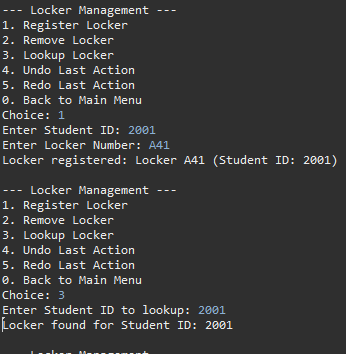 --- Locker Management ---
1. Register Locker
2. Remove Locker
3. Lookup Locker
4. Undo Last Action
5. Redo Last Action
0. Back to Main Menu
Choice: 1
Enter Student ID: 2001
Enter Locker Number: A41
Locker registered: Locker A41 (Student ID: 2001)
--- Locker Management ---
1. Register Locker
2. Remove Locker
3. Lookup Locker
4. Undo Last Action
5. Redo Last Action
0. Back to Main Menu
Choice: 3
Enter Student ID to lookup: 2001
Locker found for Student ID: 2001
--- Locker Management ---